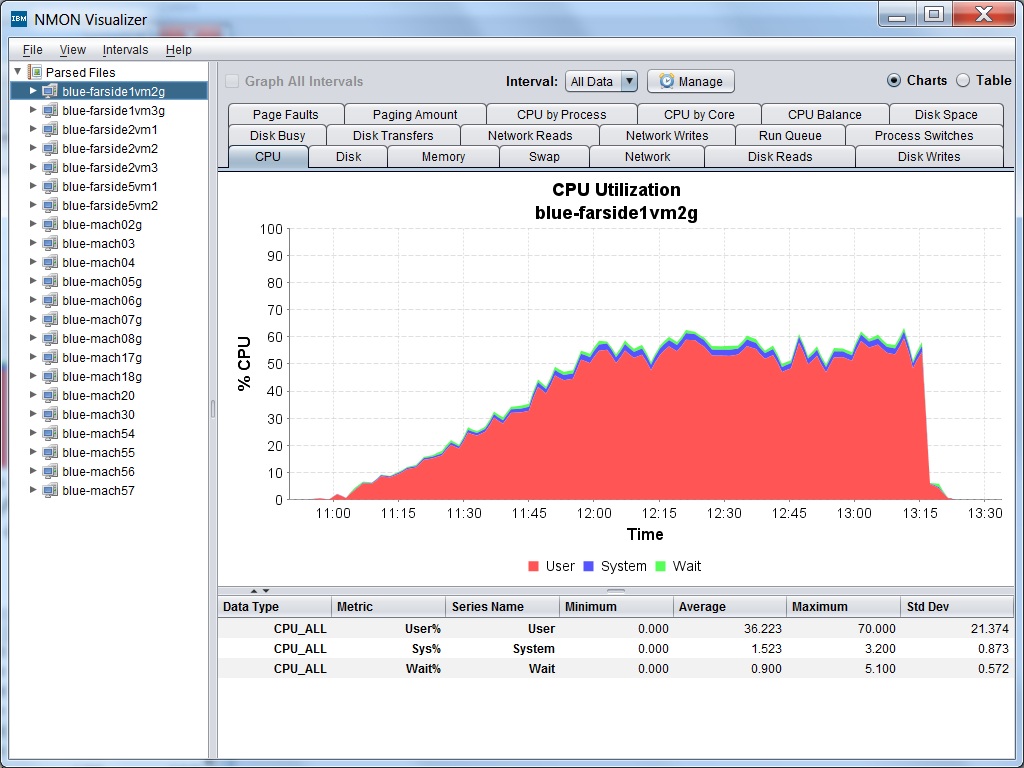 IBM NMON Visualizer
File View Intervals Help
Parsed Files
blue-farside1vm2g
blue-farside1vm3g
blue-farside2vm1
blue-farside2vm2
blue-farside2vm3
blue-farside5vm1
blue-farside5vm2
blue-mach02g
blue-mach03
blue-mach04
blue-mach05g
blue-mach06g
blue-mach07g
blue-mach08g
blue-mach17g
blue-mach18g
blue-mach20
blue-mach30
blue-mach54
blue-mach55
blue-mach56
blue-mach57
Graph All Intervals Interval: All Data Manage Charts Table
Page Faults Paging Amount CPU by Process CPU by Core CPU Balance Disk Space
Disk Busy Disk Transfers Network Reads Network Writes Run Queue Process Switches
CPU Disk Memory Swap Network Disk Reads Disk Writes
CPU Utilization
blue-farside1vm2g
% CPU
100
90
80
70
60
50
40
30
20
10
0
11:00 11:15 11:30 11:45 12:00 12:15 12:30 12:45 13:00 13:15 13:30
Time
User System Wait
Data Type Metric Series Name Minimum Average Maximum Std Dev
CPU_ALL User% User 0.000 36.223 70.000 21.374
CPU_ALL Sys% System 0.000 1.523 3.200 0.873
CPU_ALL Wait% Wait 0.000 0.900 5.100 0.572